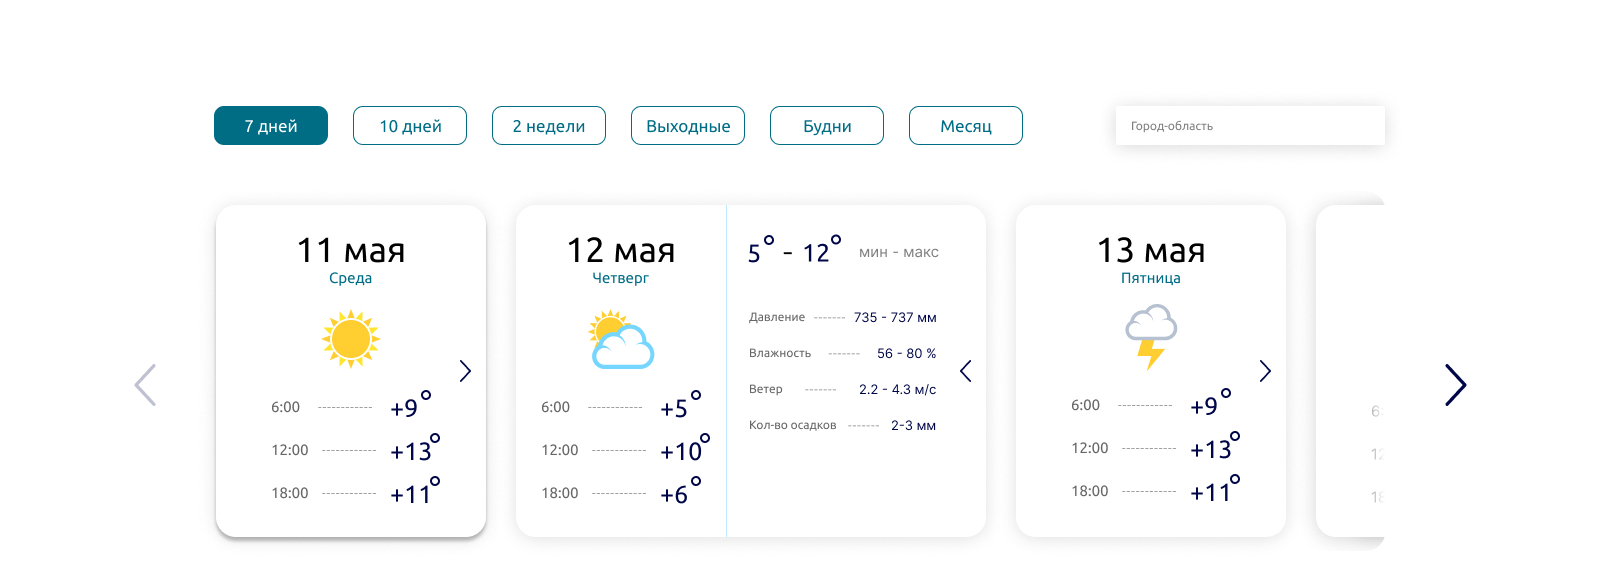 7 дней
10 дней
2 недели
Выходные
Будни
Месяц
Город-область
11 мая
Среда
6:00 ----------- +9°
12:00 ----------- +13°
18:00 ----------- +11°
12 мая
Четверг
6:00 ----------- +5°
12:00 ----------- +10°
18:00 ----------- +6°
5° - 12° мин - макс
Давление ------- 735 - 737 мм
Влажность ------- 56 - 80 %
Ветер ------- 2.2 - 4.3 м/с
Кол-во осадков ------- 2-3 мм
13 мая
Пятница
6:00 ----------- +9°
12:00 ----------- +13°
18:00 ----------- +11°